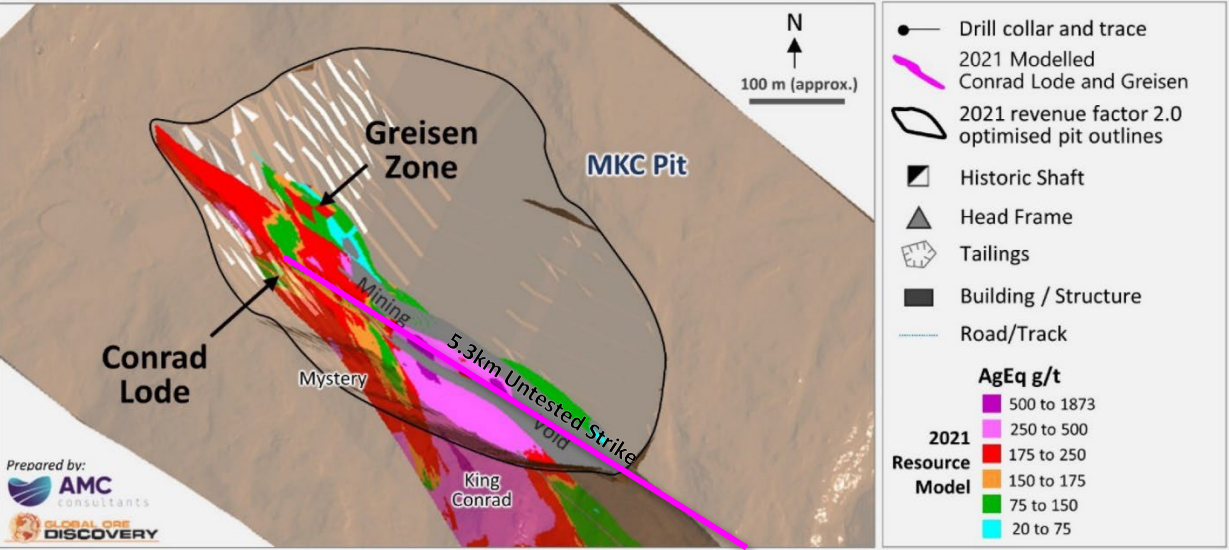 N
100 m (approx.)
Greisen
Zone
MKC Pit
Mining
5.3km Untested Strike
Void
Conrad
Lode
Mystery
King
Conrad
Prepared by:
AMC
consultants
GLOBAL ORE
DISCOVERY
Drill collar and trace
2021 Modelled
Conrad Lode and Greisen
2021 revenue factor 2.0
optimised pit outlines
Historic Shaft
Head Frame
Tailings
Building / Structure
Road/Track
AgEq g/t
2021
Resource
Model
500 to 1873
250 to 500
175 to 250
150 to 175
75 to 150
20 to 75